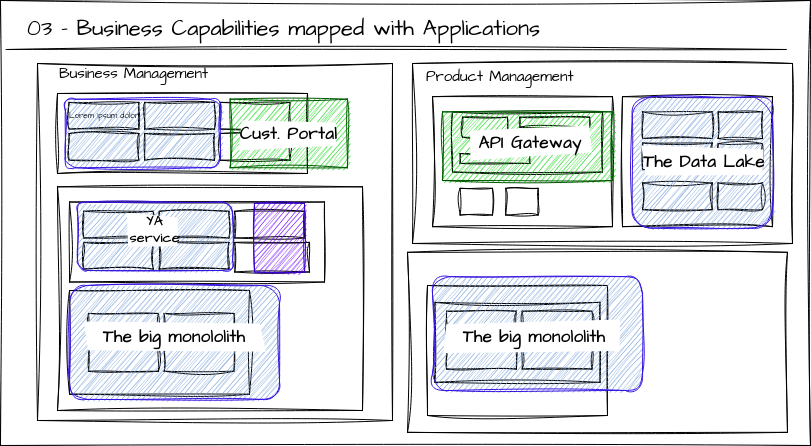 03 - Business Capabilities mapped with Applications
Business Management
Lorem ipsum dolor
Cust. Portal
YA
service
The big monololith
Product Management
API Gateway
The Data Lake
The big monololith